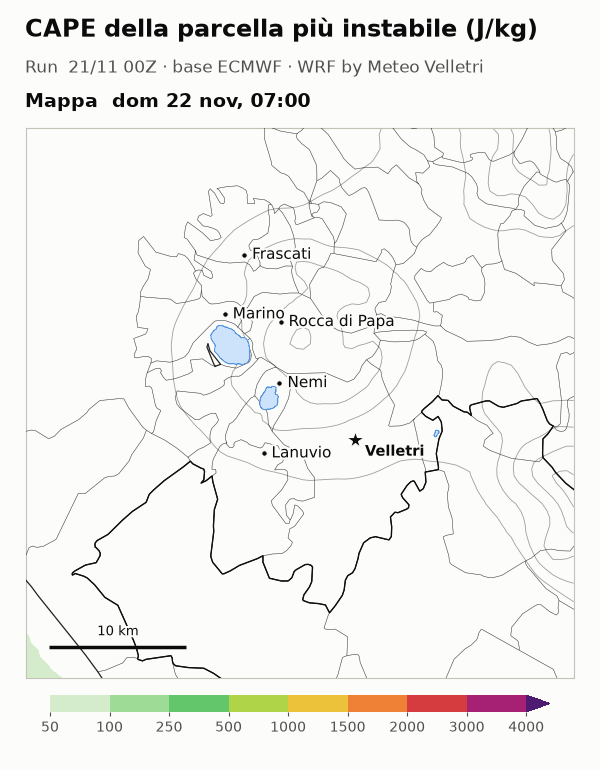 CAPE della parcella più instabile (J/kg)
Run  21/11 00Z · base ECMWF · WRF by Meteo Velletri
Mappa  dom 22 nov, 07:00
Frascati
Marino
Rocca di Papa
Nemi
Velletri
Lanuvio
10 km
50 100 250 500 1000 1500 2000 3000 4000